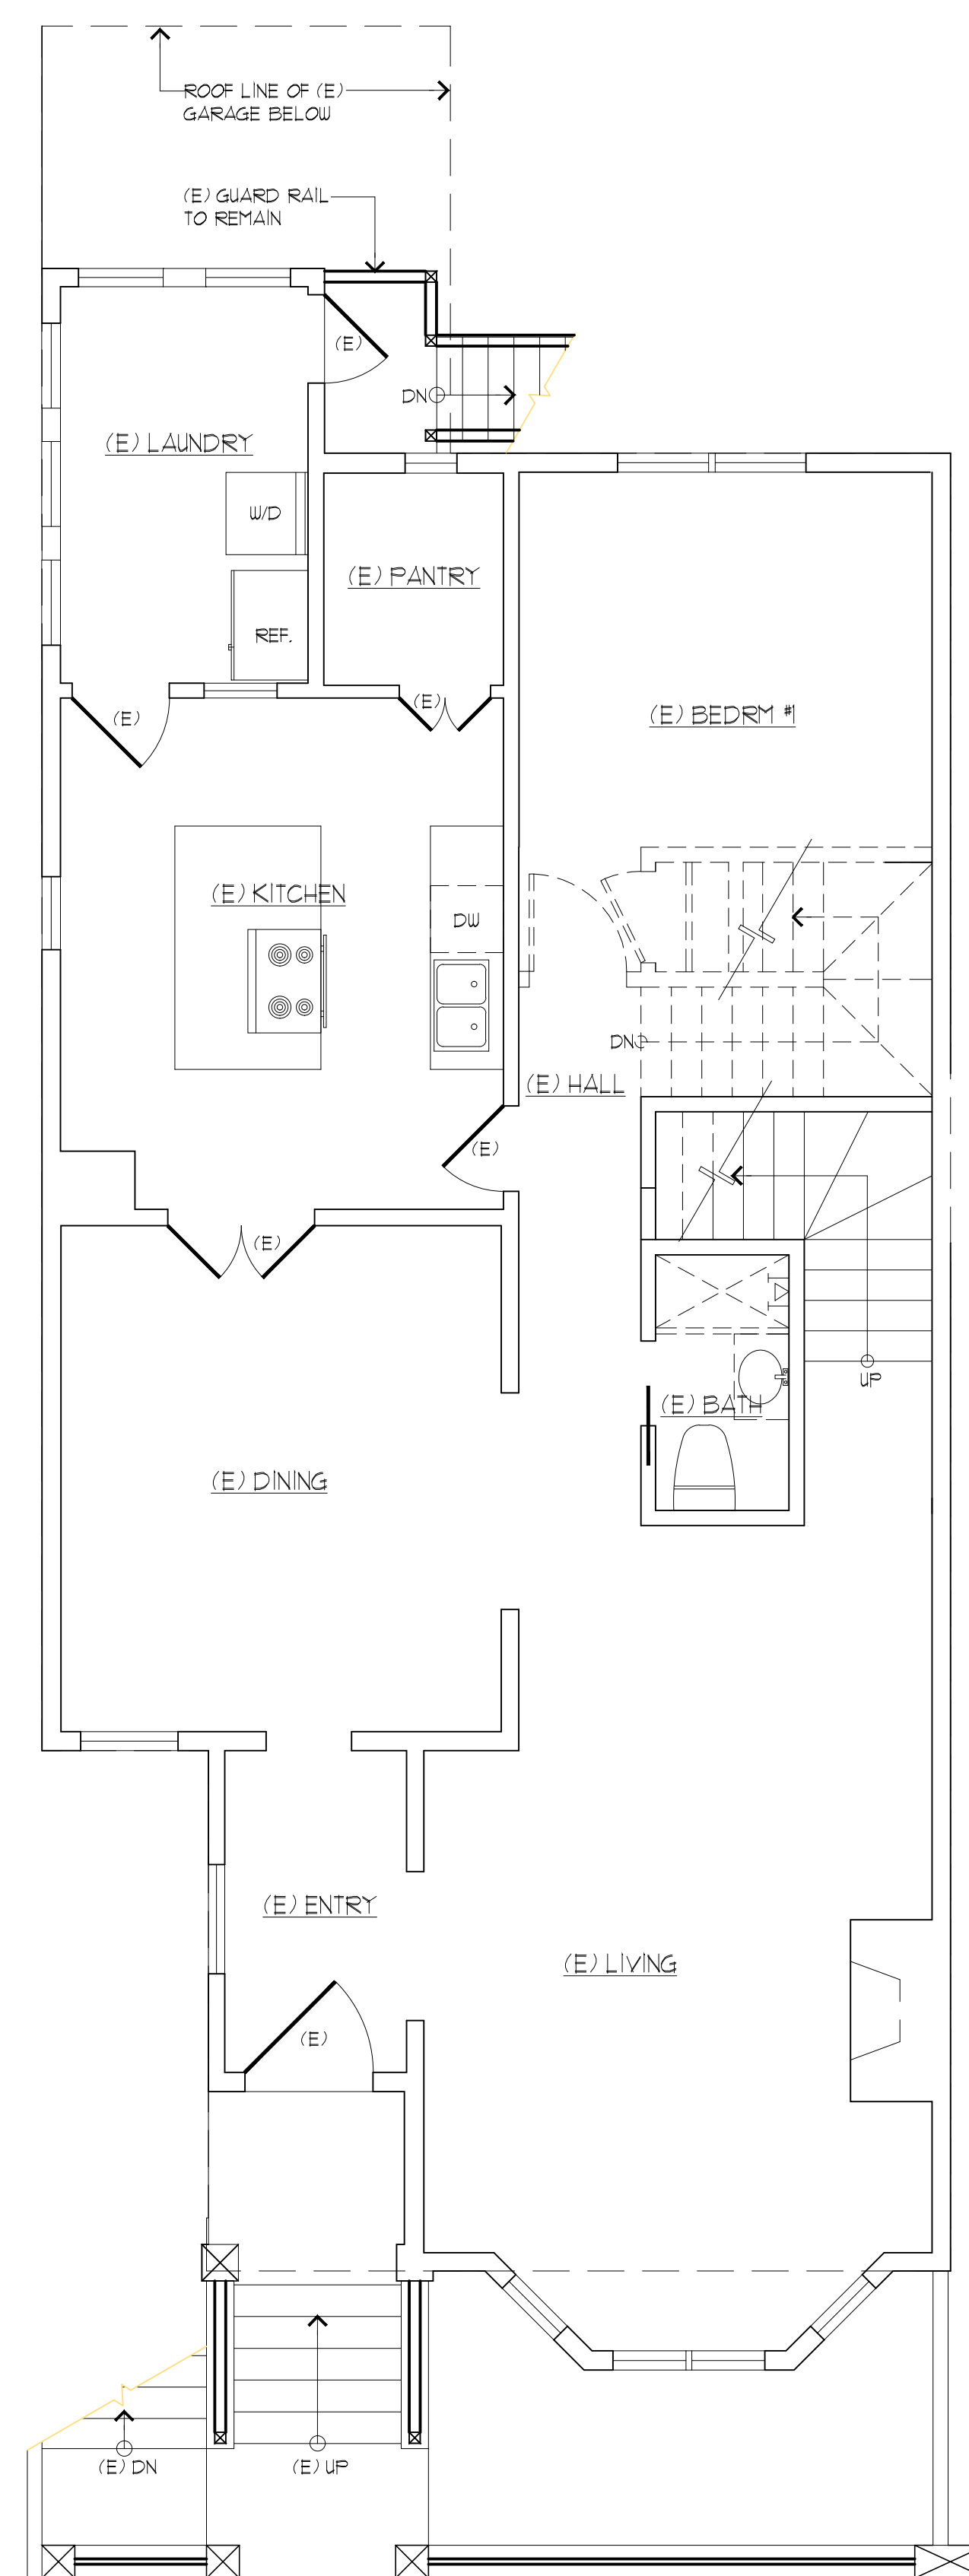 ROOF LINE OF (E)
GARAGE BELOW
(E) GUARD RAIL
TO REMAIN
(E)
DN
(E) LAUNDRY
W/D
(E) PANTRY
REF.
(E)
(E)
(E) BEDRM #1
(E) KITCHEN
DW
DN
(E) HALL
(E)
(E)
UP
(E) BATH
(E) DINING
(E) ENTRY
(E) LIVING
(E)
(E) DN
(E) UP